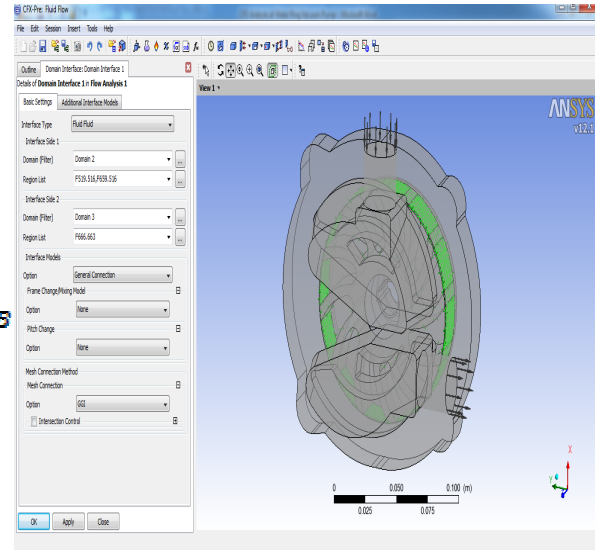 CFX-Pre: Fluid Flow
File Edit Session Insert Tools Help
Outline Domain Interface: Domain Interface 1
Details of Domain Interface 1 in Flow Analysis 1
Basic Settings Additional Interface Models
Interface Type Fluid Fluid
Interface Side 1
Domain (Filter) Domain 2 ...
Region List F519.516,F659.516 ...
Interface Side 2
Domain (Filter) Domain 3 ...
Region List F666.663 ...
Interface Models
Option General Connection
Frame Change/Mixing Model
Option None
Pitch Change
Option None
Mesh Connection Method
Mesh Connection
Option GGI
Intersection Control
OK Apply Close
View 1
ANSYS
v12.1
0 0.050 0.100 (m)
0.025 0.075
X
Y
5